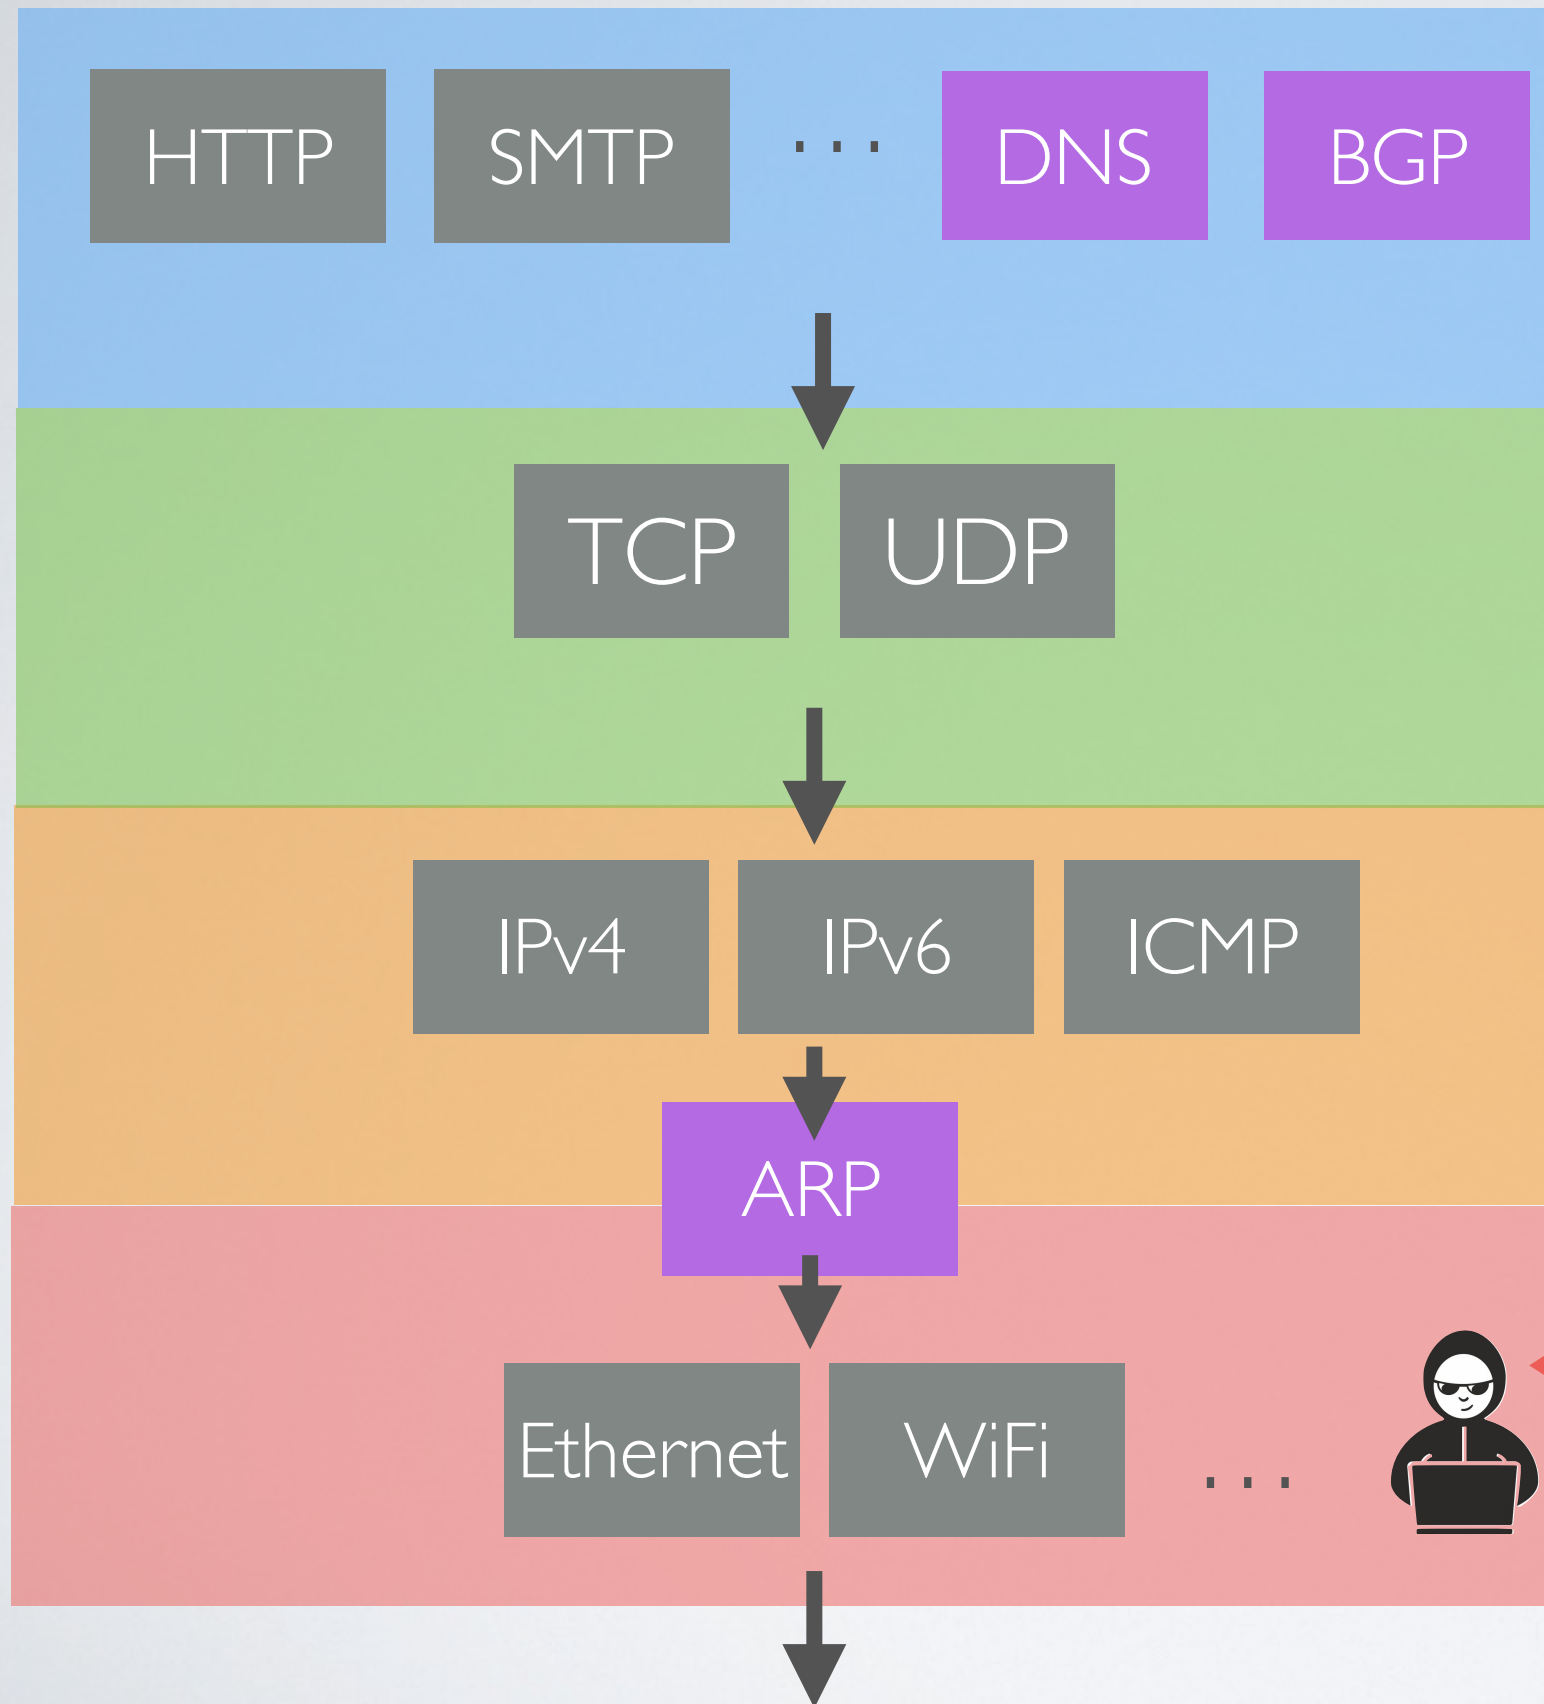 HTTP SMTP ... DNS BGP
TCP UDP
IPv4 IPv6 ICMP
ARP
Ethernet WiFi ...